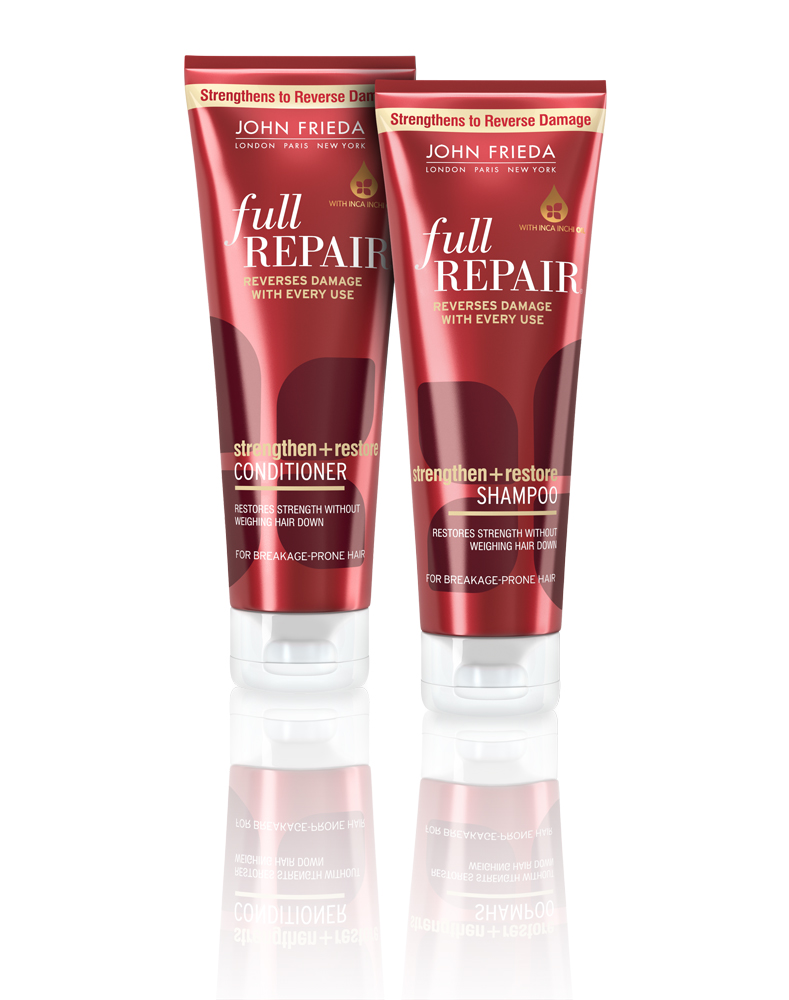 Strengthens to Reverse Dam
JOHN FRIEDA
LONDON PARIS NEW YORK
WITH INCA INCHI
full
REPAIR
REVERSES DAMAGE
WITH EVERY USE
strengthen+restore
CONDITIONER
RESTORES STRENGTH WITHOUT
WEIGHING HAIR DOWN
FOR BREAKAGE-PRONE HAIR
Strengthens to Reverse Damage
JOHN FRIEDA
LONDON PARIS NEW YORK
WITH INCA INCHI
full
REPAIR
REVERSES DAMAGE
WITH EVERY USE
strengthen+restore
SHAMPOO
RESTORES STRENGTH WITHOUT
WEIGHING HAIR DOWN
FOR BREAKAGE-PRONE HAIR